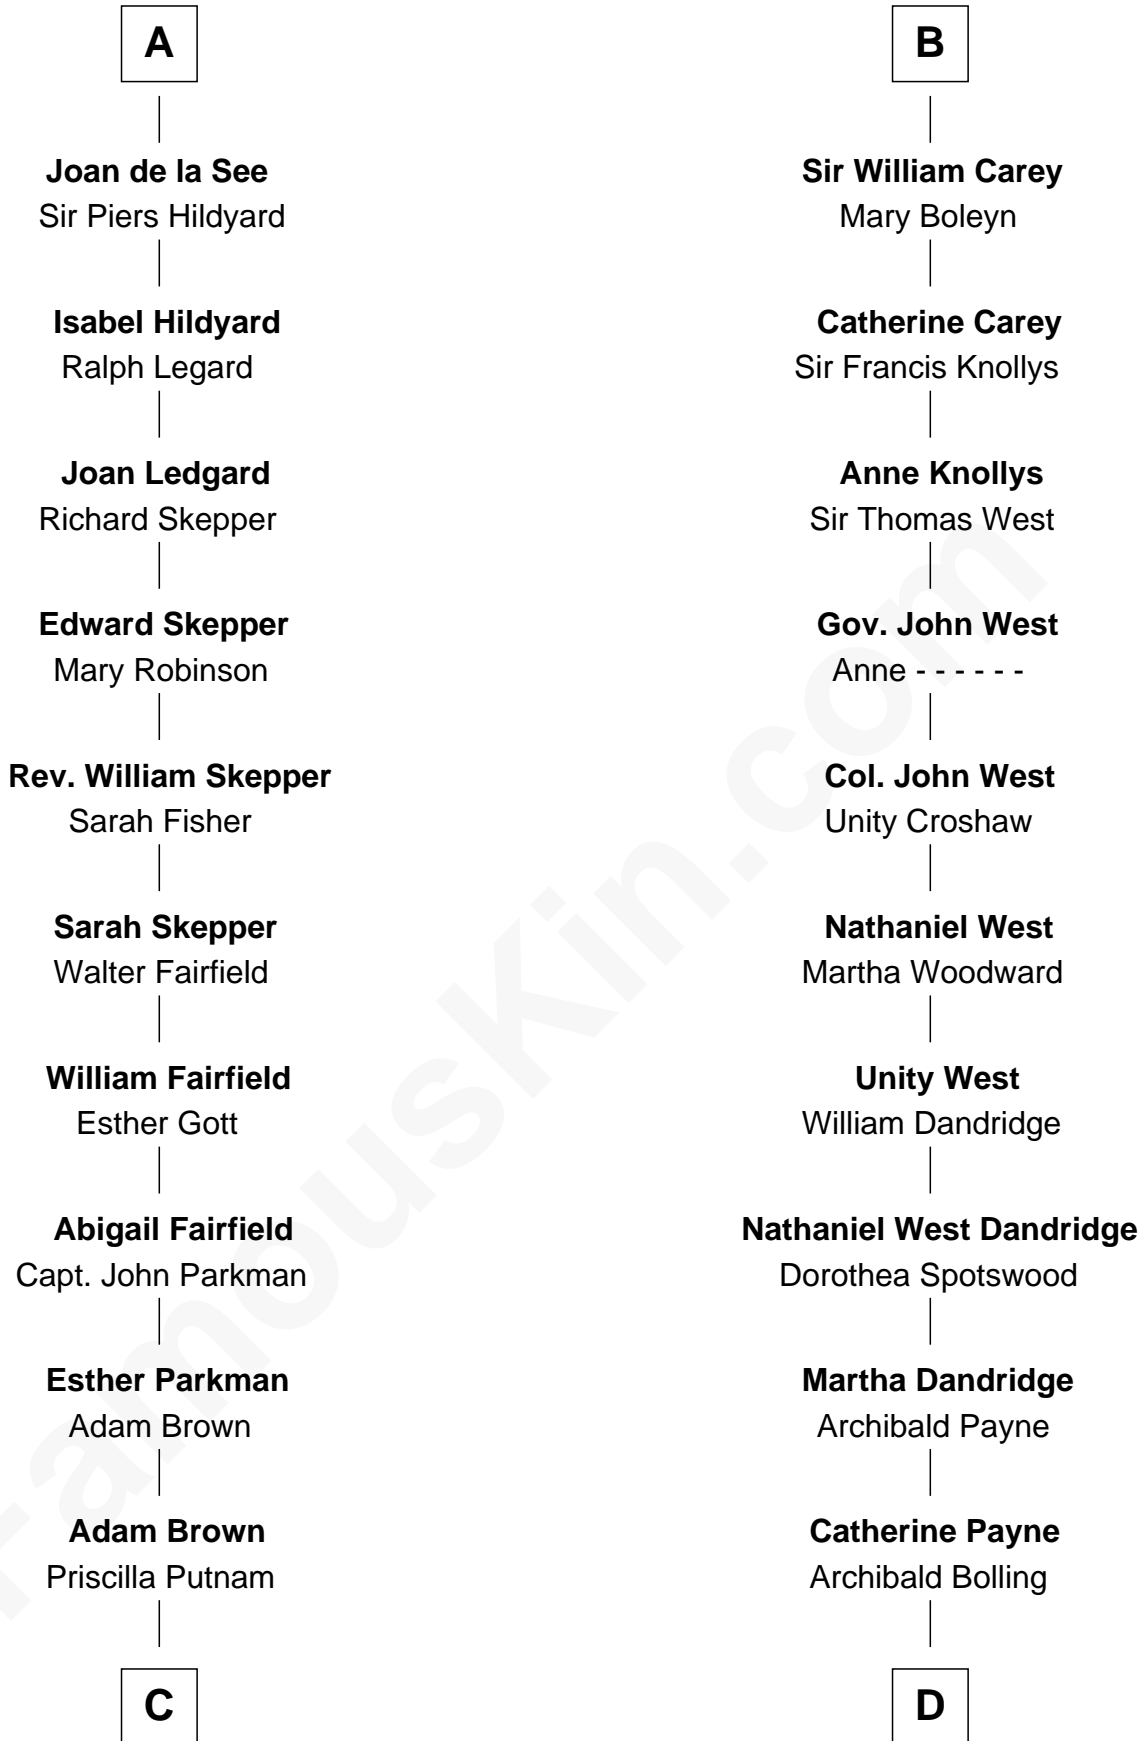 A
Joan de la See
Sir Piers Hildyard
Isabel Hildyard
Ralph Legard
Joan Ledgard
Richard Skepper
Edward Skepper
Mary Robinson
Rev. William Skepper
Sarah Fisher
Sarah Skepper
Walter Fairfield
William Fairfield
Esther Gott
Abigail Fairfield
Capt. John Parkman
Esther Parkman
Adam Brown
Adam Brown
Priscilla Putnam
C
B
Sir William Carey
Mary Boleyn
Catherine Carey
Sir Francis Knollys
Anne Knollys
Sir Thomas West
Gov. John West
Anne - - - - - -
Col. John West
Unity Croshaw
Nathaniel West
Martha Woodward
Unity West
William Dandridge
Nathaniel West Dandridge
Dorothea Spotswood
Martha Dandridge
Archibald Payne
Catherine Payne
Archibald Bolling
D
FamousKin.com